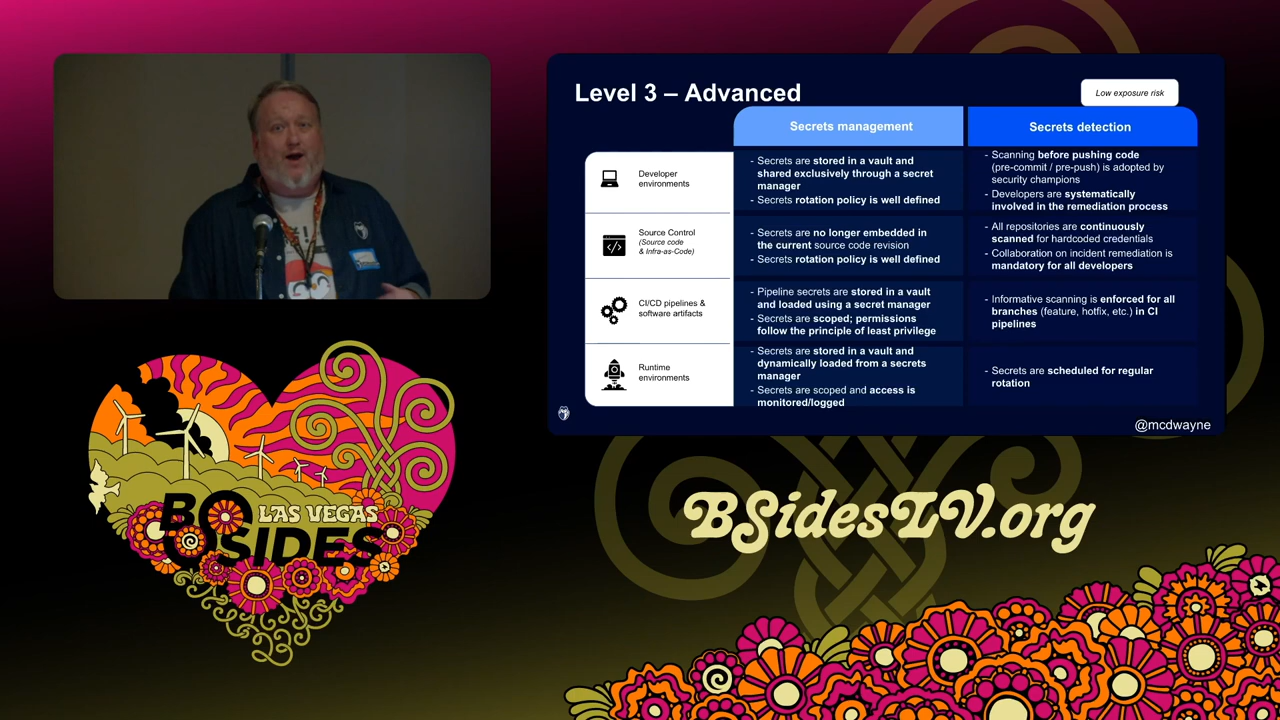 Level 3 – Advanced
Low exposure risk
Secrets management
Secrets detection
Developer
environments
- Secrets are stored in a vault and
shared exclusively through a secret
manager
- Secrets rotation policy is well defined
- Scanning before pushing code
(pre-commit / pre-push) is adopted by
security champions
- Developers are systematically
involved in the remediation process
Source Control
(Source code
& Infra-as-Code)
- Secrets are no longer embedded in
the current source code revision
- Secrets rotation policy is well defined
- All repositories are continuously
scanned for hardcoded credentials
- Collaboration on incident remediation is
mandatory for all developers
CI/CD pipelines &
software artifacts
- Pipeline secrets are stored in a vault
and loaded using a secret manager
- Secrets are scoped; permissions
follow the principle of least privilege
- Informative scanning is enforced for all
branches (feature, hotfix, etc.) in CI
pipelines
Runtime
environments
- Secrets are stored in a vault and
dynamically loaded from a secrets
manager
- Secrets are scoped and access is
monitored/logged
- Secrets are scheduled for regular
rotation
@mcdwayne
LAS VEGAS
BSIDES
BSidesLV.org